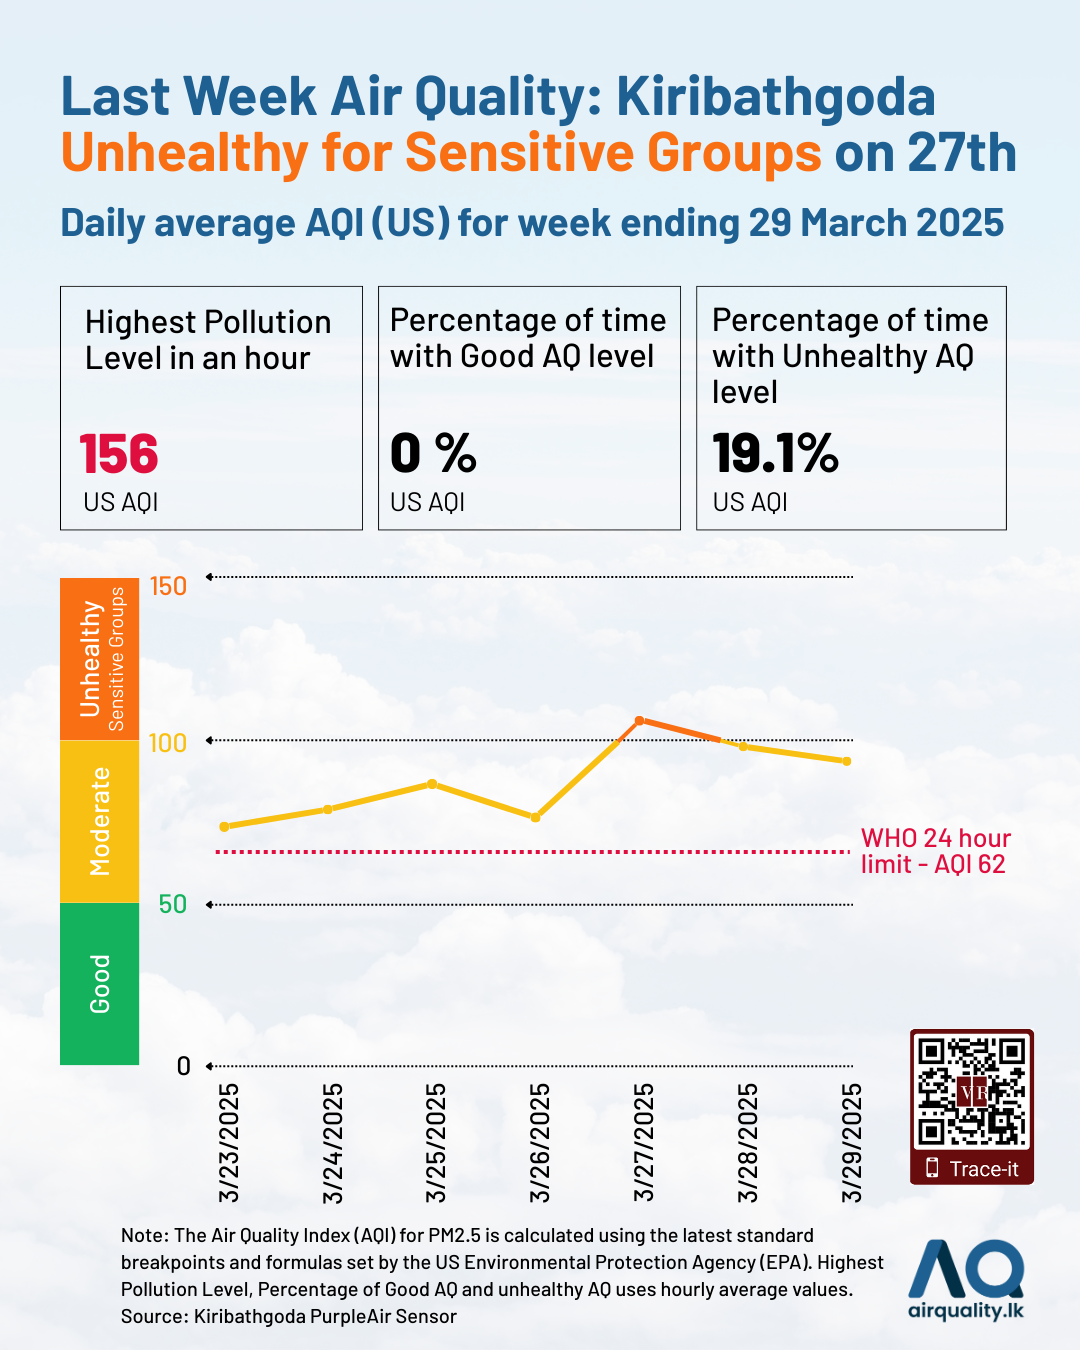 Last Week Air Quality: Kiribathgoda
Unhealthy for Sensitive Groups on 27th
Daily average AQI (US) for week ending 29 March 2025
Highest Pollution
Level in an hour
156
US AQI
Percentage of time
with Good AQ level
0 %
US AQI
Percentage of time
with Unhealthy AQ
level
19.1%
US AQI
Unhealthy
Sensitive Groups
Moderate
Good
150
100
50
0
WHO 24 hour
limit - AQI 62
3/23/2025
3/24/2025
3/25/2025
3/26/2025
3/27/2025
3/28/2025
3/29/2025
VR
Trace-it
Note: The Air Quality Index (AQI) for PM2.5 is calculated using the latest standard
breakpoints and formulas set by the US Environmental Protection Agency (EPA). Highest
Pollution Level, Percentage of Good AQ and unhealthy AQ uses hourly average values.
Source: Kiribathgoda PurpleAir Sensor
AQ
airquality.lk